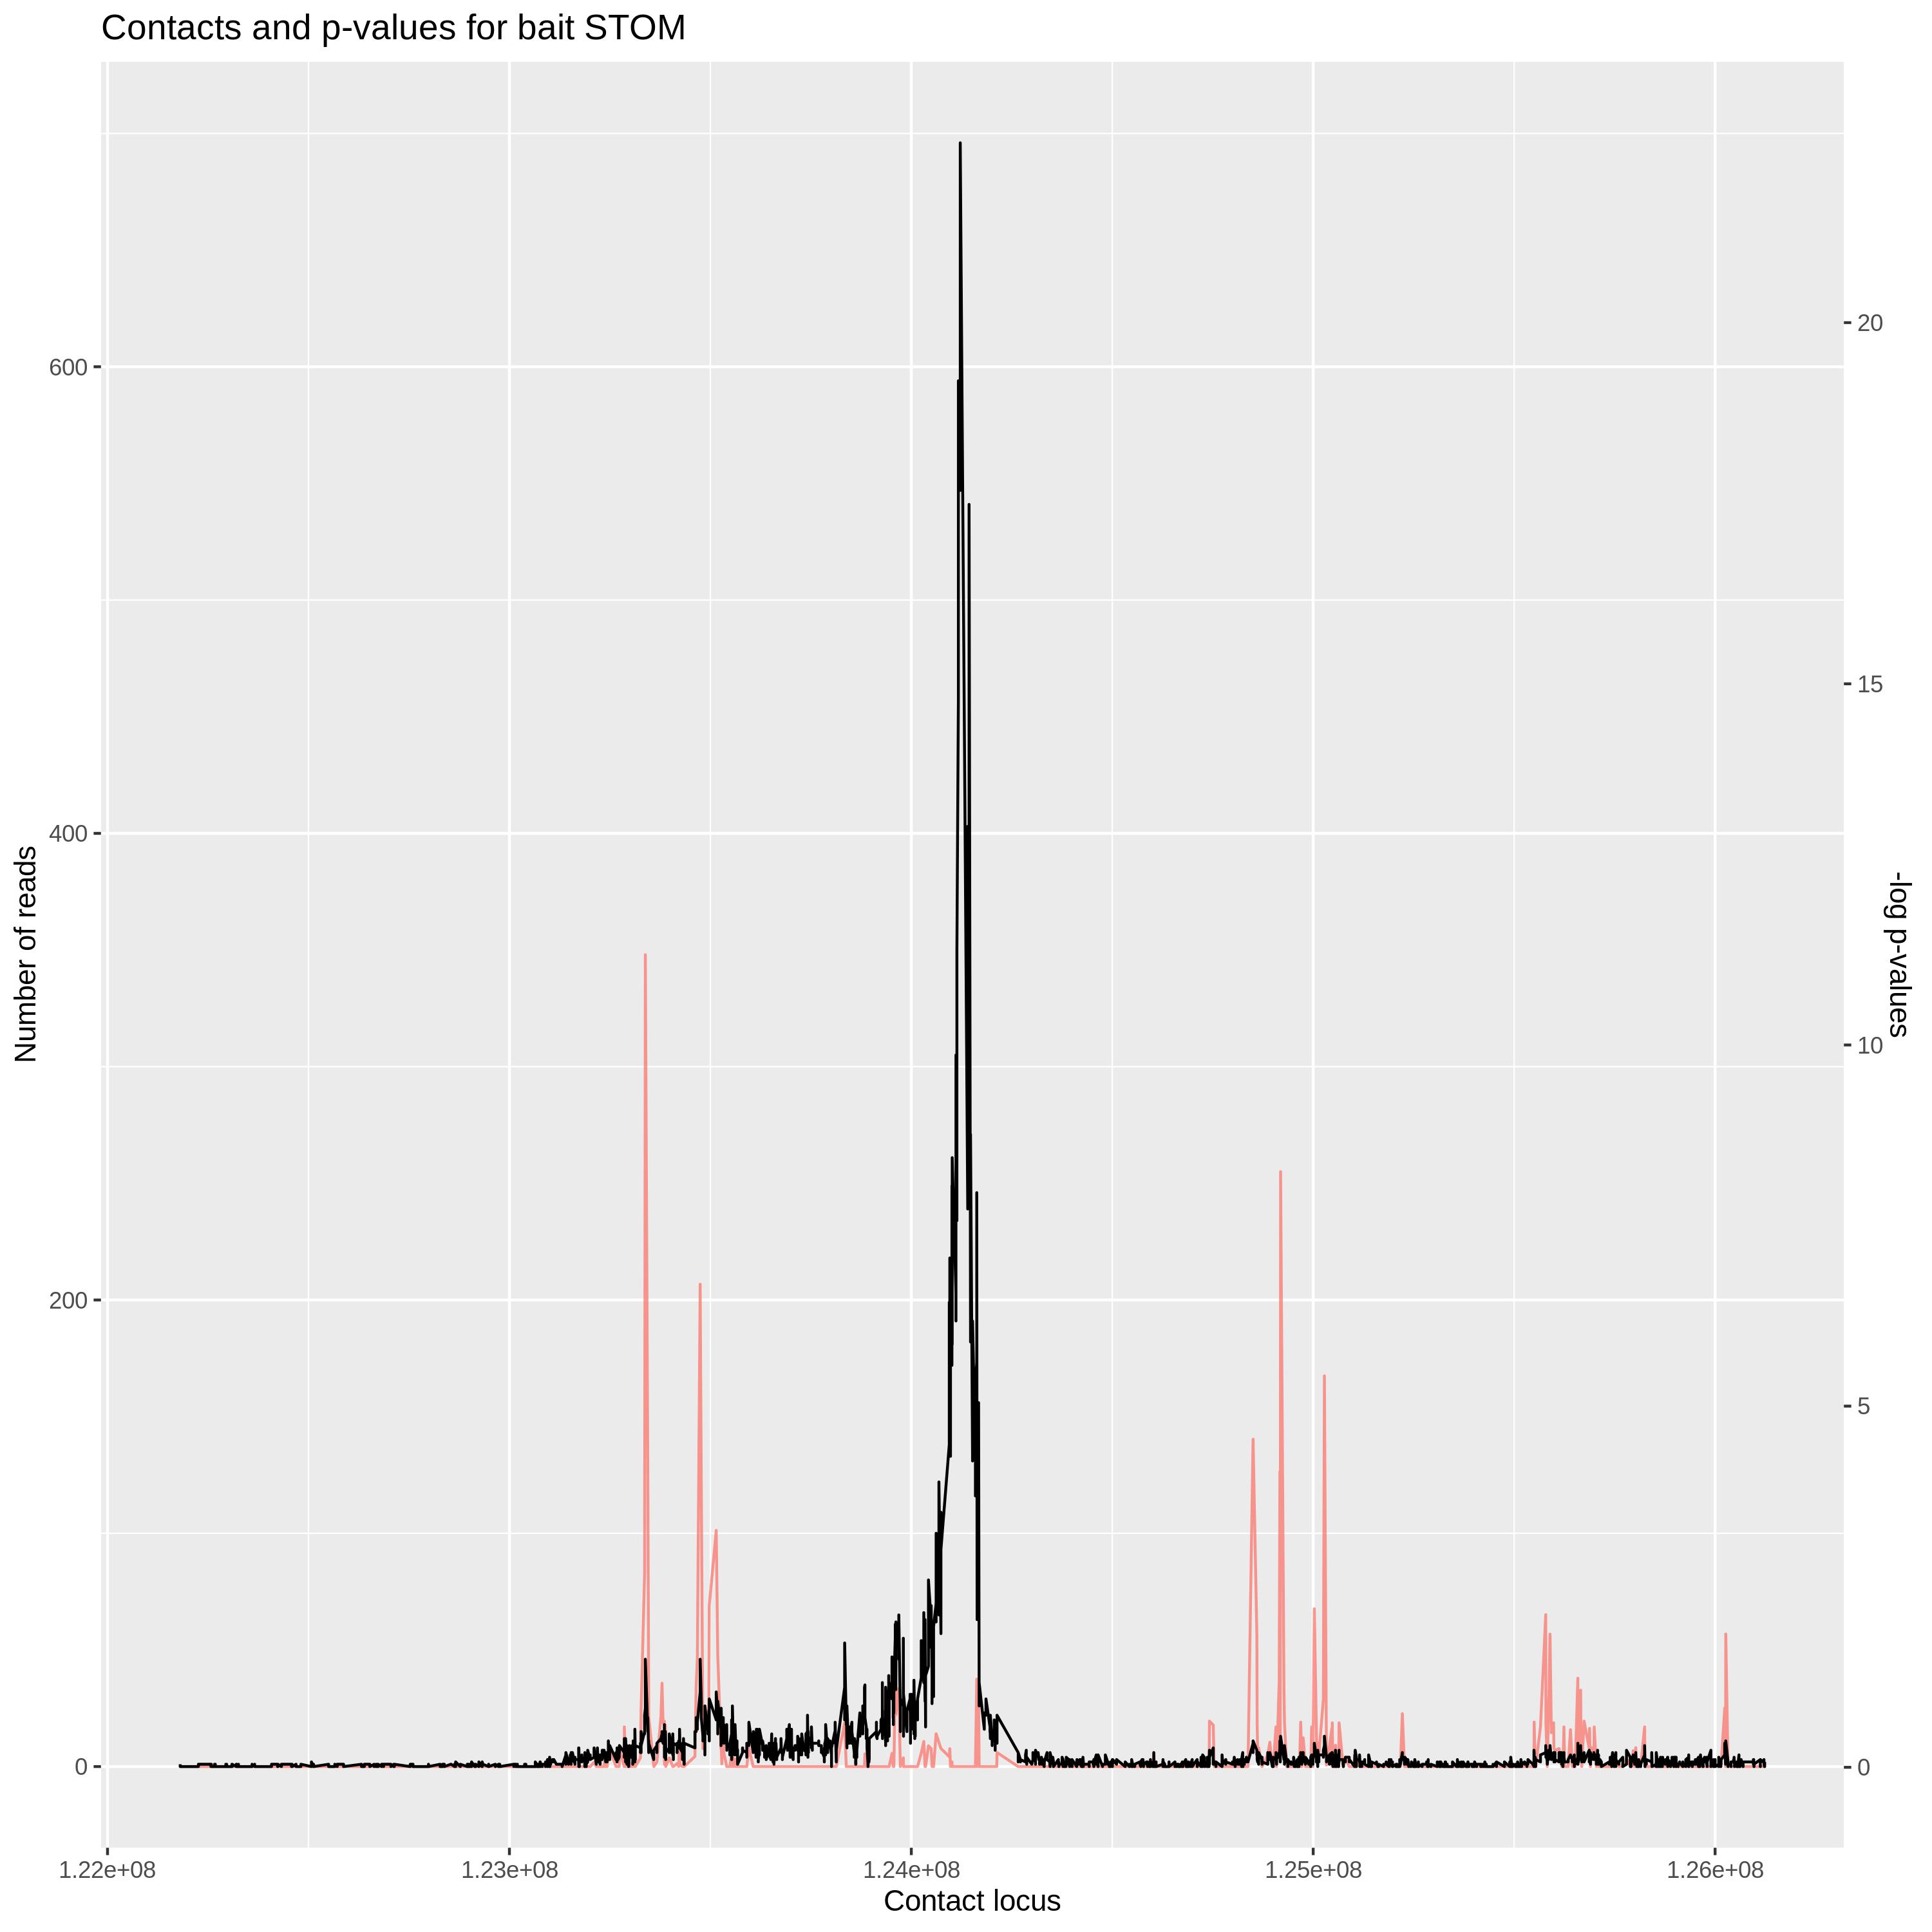 Contacts and p-values for bait STOM
600
400
200
0
20
15
10
5
0
Number of reads
-log p-values
1.22e+08
1.23e+08
1.24e+08
1.25e+08
1.26e+08
Contact locus